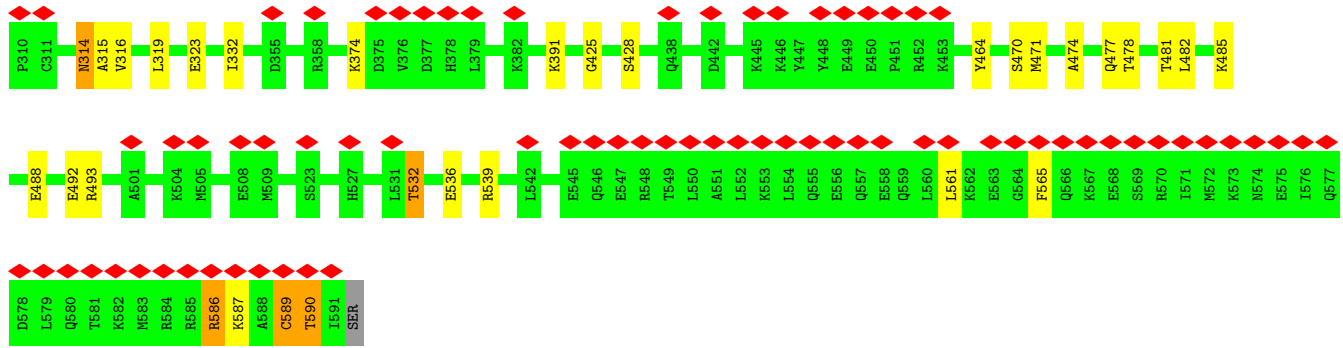 P310 C311 N314 A315 V316 L319 E323 I332 D355 R358 K374 D375 V376 D377 H378 L379 K382 K391 G425 S428 Q438 D442 K445 K446 Y447 Y448 E449 E450 P451 R452 K453 Y464 S470 M471 A474 Q477 T478 T481 L482 K485
E488 E492 R493 A501 K504 M505 E508 M509 S523 H527 L531 T532 E536 R539 L542 E545 Q546 E547 R548 T549 L550 A551 L552 K553 L554 Q555 E556 Q557 E558 Q559 L560 L561 K562 E563 G564 F565 Q566 K567 E568 S569 R570 I571 M572 K573 N574 E575 I576 Q577
D578 L579 Q580 T581 K582 M583 R584 R585 R586 K587 A588 C589 T590 I591 SER